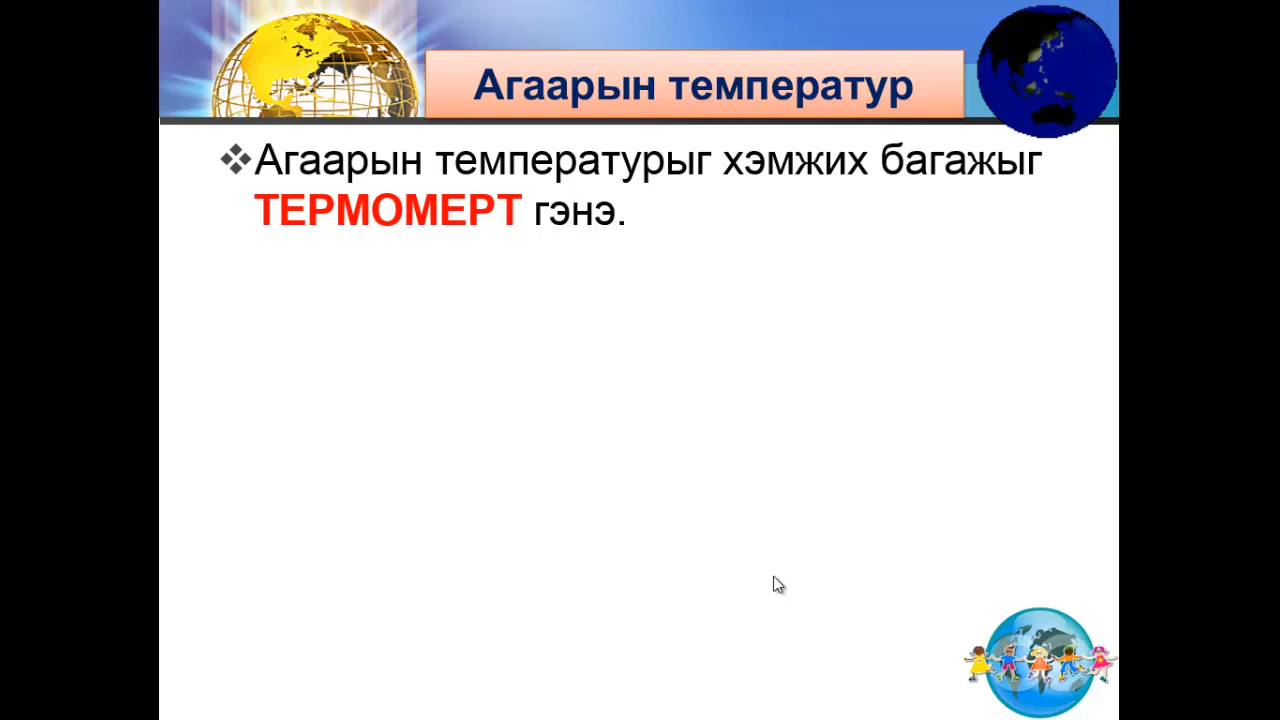 Агаарын температур
❖Агаарын температурыг хэмжих багажыг
ТЕРМОМЕРТ гэнэ.